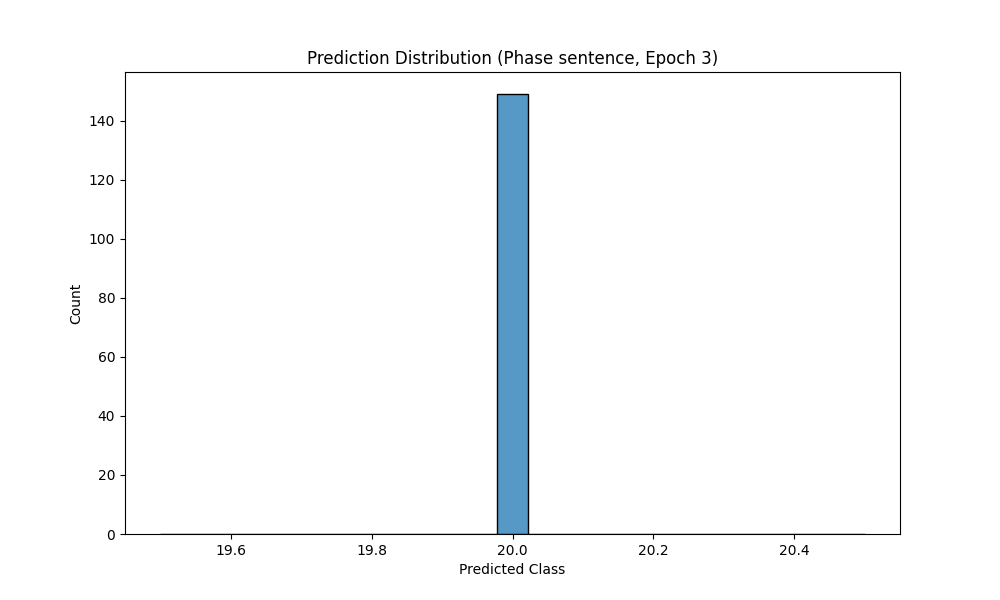 Prediction Distribution (Phase sentence, Epoch 3)
140
120
100
80
60
40
20
0
Count
19.6 19.8 20.0 20.2 20.4
Predicted Class